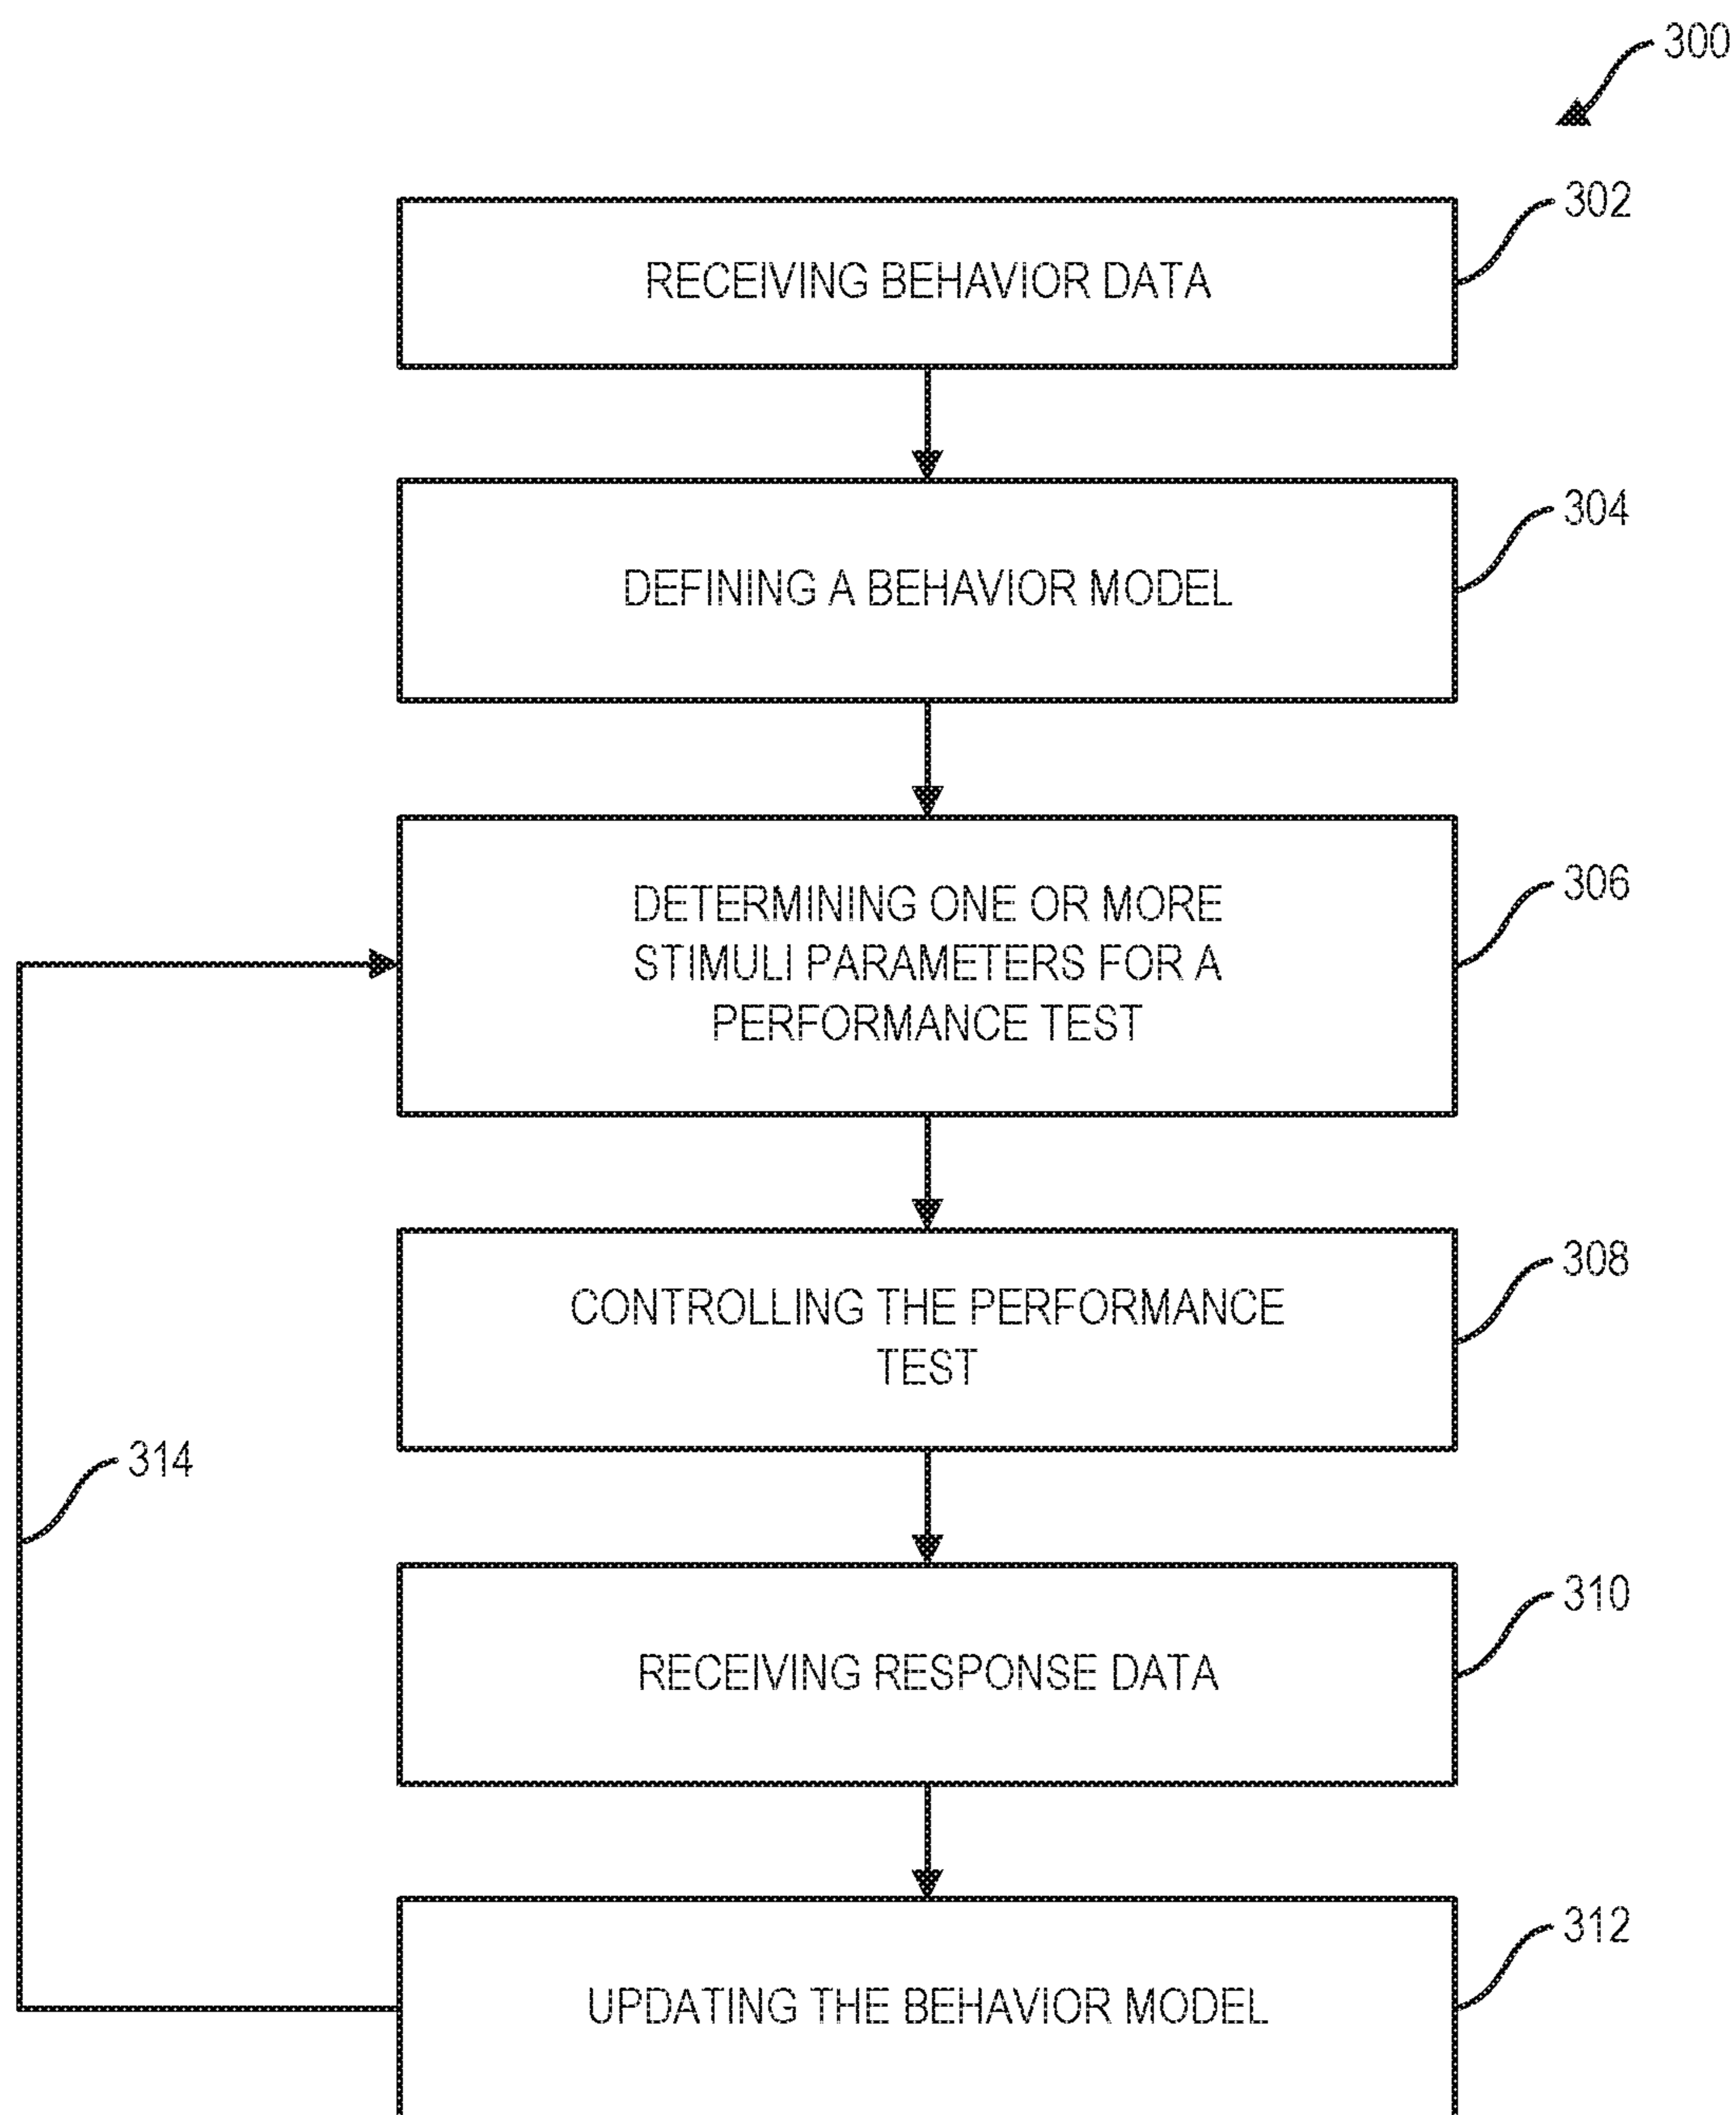 300
302
RECEIVING BEHAVIOR DATA
304
DEFINING A BEHAVIOR MODEL
306
DETERMINING ONE OR MORE
STIMULI PARAMETERS FOR A
PERFORMANCE TEST
308
CONTROLLING THE PERFORMANCE
TEST
314
310
RECEIVING RESPONSE DATA
312
UPDATING THE BEHAVIOR MODEL